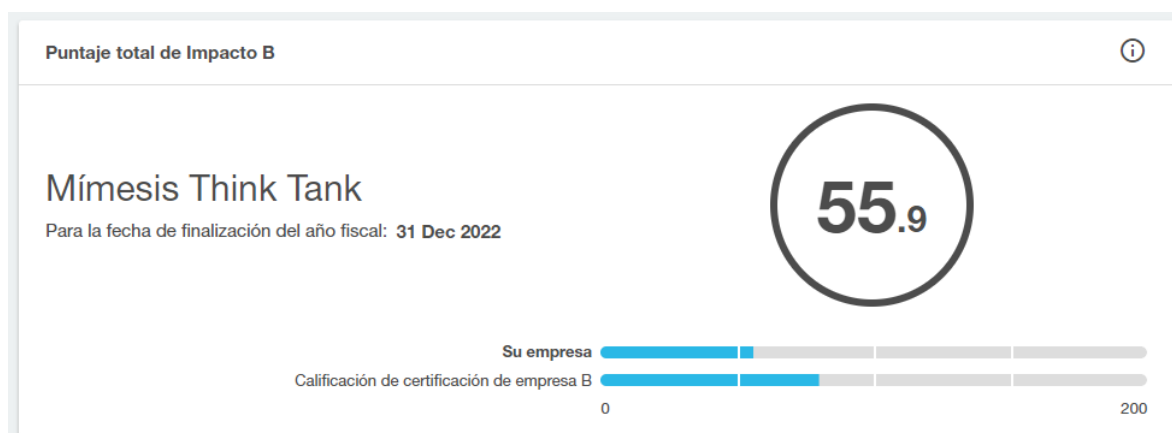 Puntaje total de Impacto B
Mímesis Think Tank
Para la fecha de finalización del año fiscal: 31 Dec 2022
55.9
Su empresa
Calificación de certificación de empresa B
0 200